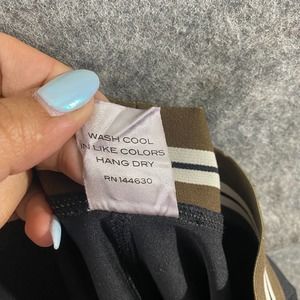 WASH COOL
IN LIKE COLORS
HANG DRY
RN 144630